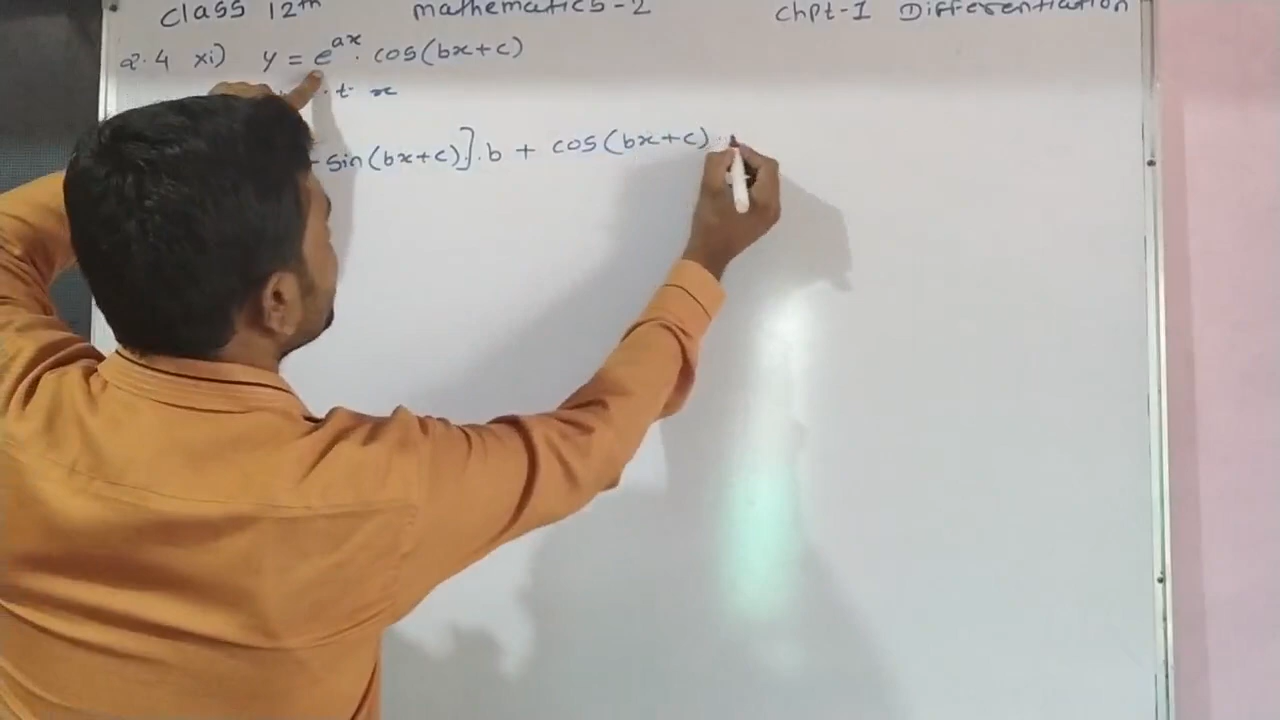 Class 12th mathematics-2 Chpt-1 Differentiation
Q.4 xi) y = e^ax . cos(bx+c)
. t x
- sin(bx+c)] . b + cos(bx+c) .